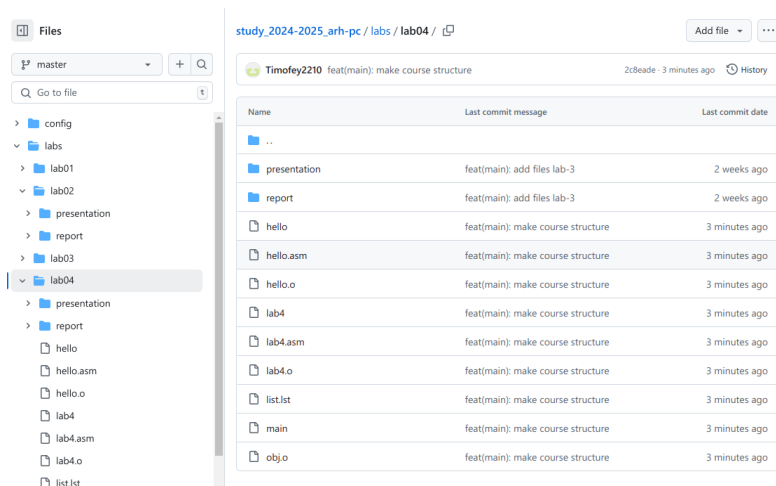 Files
master
Go to file
t
config
labs
lab01
lab02
presentation
report
lab03
lab04
presentation
report
hello
hello.asm
hello.o
lab4
lab4.asm
lab4.o
list.lst
study_2024-2025_arh-pc / labs / lab04 /
Add file
Timofey2210 feat(main): make course structure 2c8eade · 3 minutes ago History
Name Last commit message Last commit date
..
presentation feat(main): add files lab-3 2 weeks ago
report feat(main): add files lab-3 2 weeks ago
hello feat(main): make course structure 3 minutes ago
hello.asm feat(main): make course structure 3 minutes ago
hello.o feat(main): make course structure 3 minutes ago
lab4 feat(main): make course structure 3 minutes ago
lab4.asm feat(main): make course structure 3 minutes ago
lab4.o feat(main): make course structure 3 minutes ago
list.lst feat(main): make course structure 3 minutes ago
main feat(main): make course structure 3 minutes ago
obj.o feat(main): make course structure 3 minutes ago